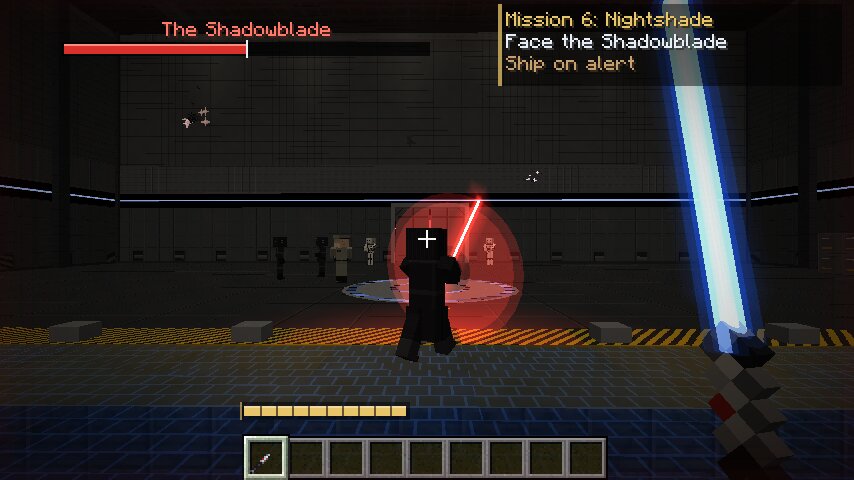 The Shadowblade
Mission 6: Nightshade
Face the Shadowblade
Ship on alert